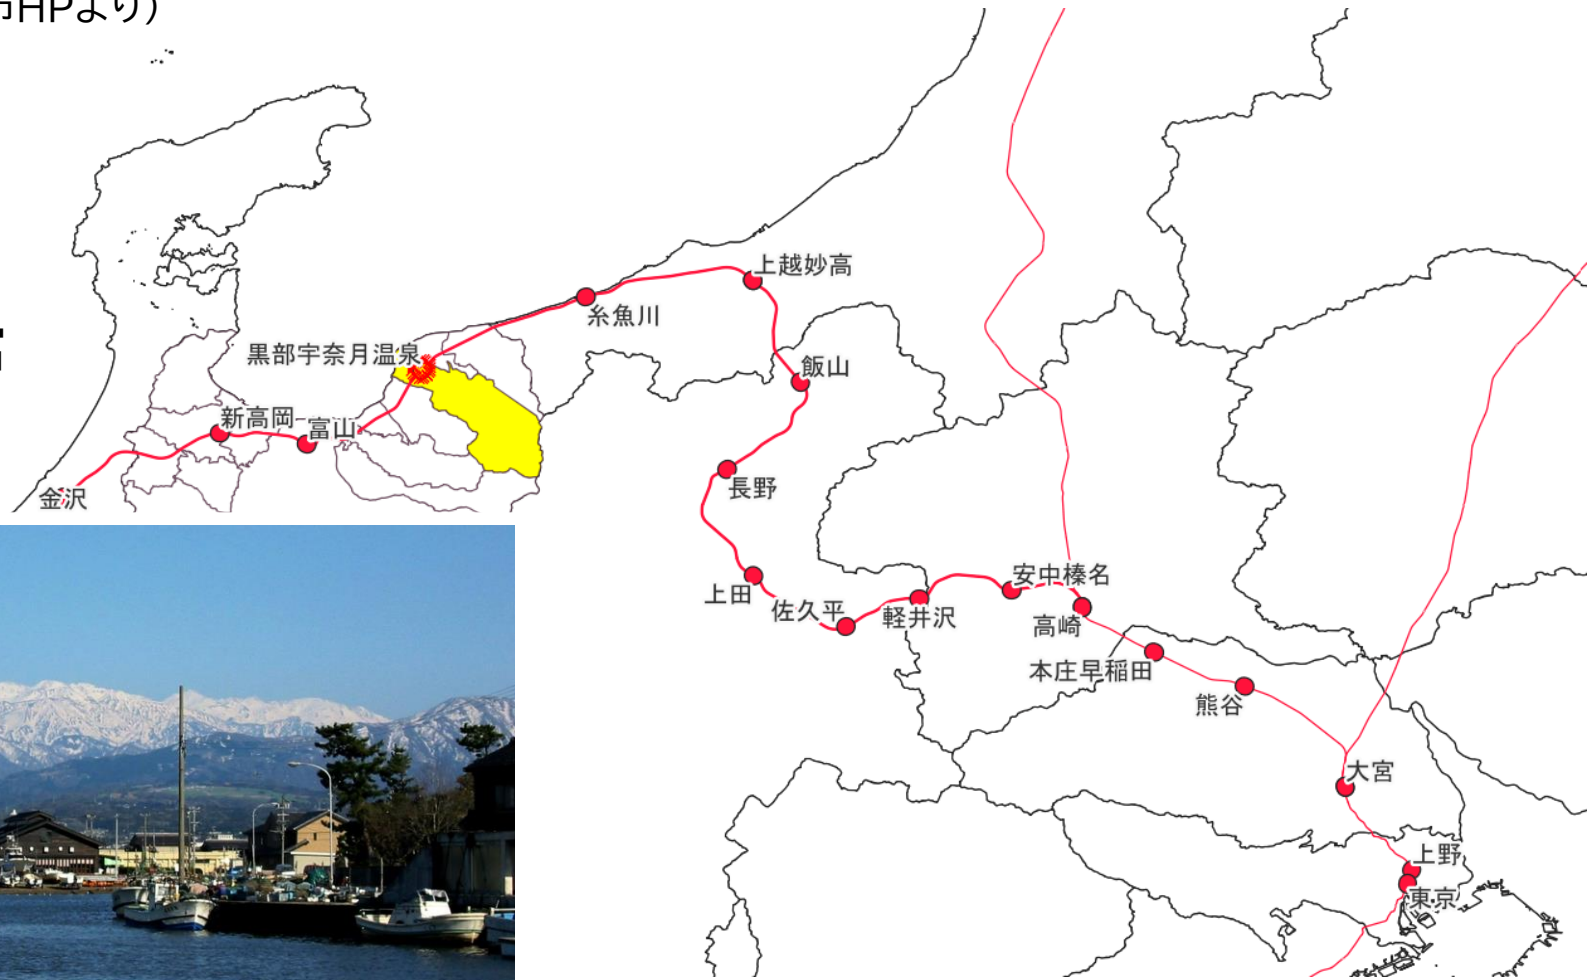 市HPより）
上越妙高
糸魚川
黒部宇奈月温泉
飯山
新高岡
富山
長野
金沢
安中榛名
上田
佐久平
軽井沢
高崎
本庄早稲田
熊谷
大宮
上野
東京